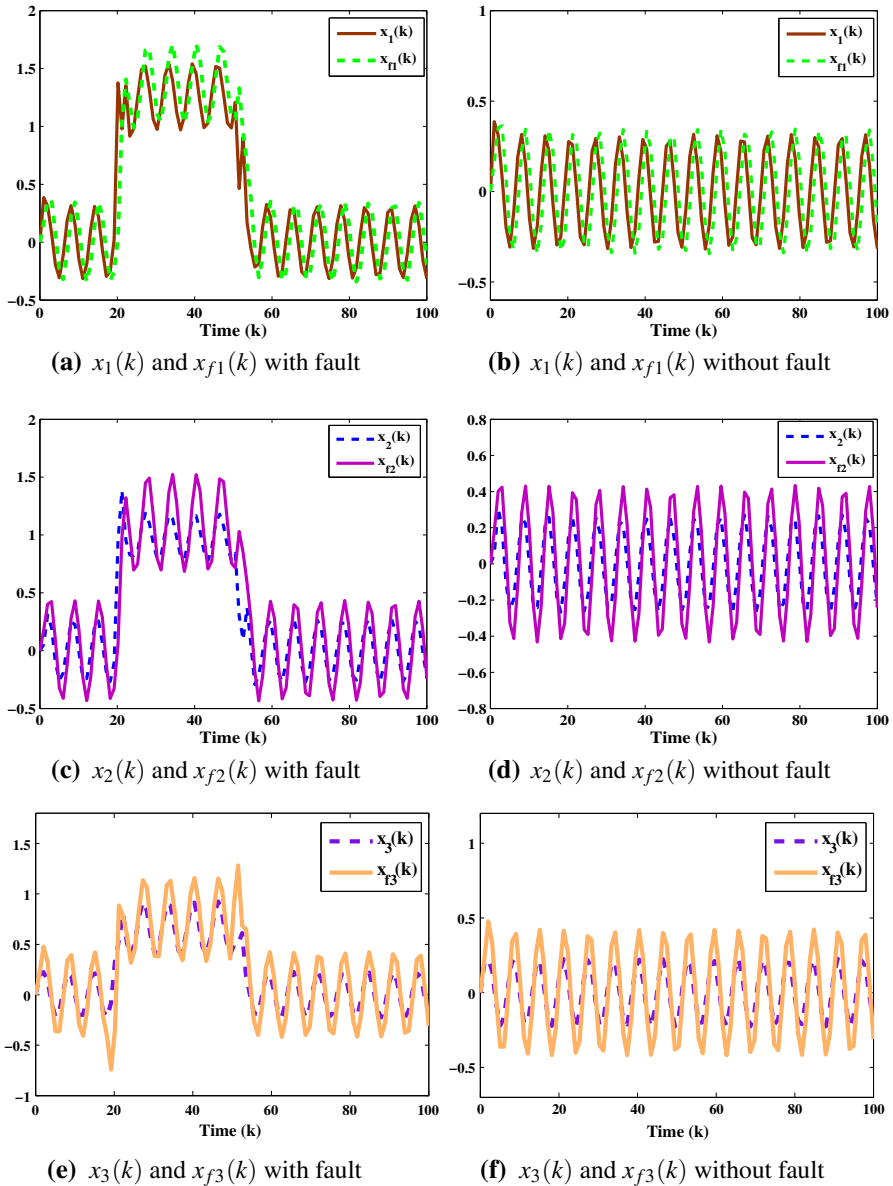 2
1.5
1
0.5
0
−0.5
x1(k)
xf1(k)
0 20 40 60 80 100
Time (k)
(a) x1(k) and xf1(k) with fault
1
0.6
0.2
−0.2
−0.6
x1(k)
xf1(k)
0 20 40 60 80 100
Time (k)
(b) x1(k) and xf1(k) without fault
2
1.5
1
0.5
0
−0.5
x2(k)
xf2(k)
0 20 40 60 80 100
Time (k)
(c) x2(k) and xf2(k) with fault
0.8
0.6
0.4
0.2
0
−0.2
−0.4
−0.6
−0.8
x2(k)
xf2(k)
0 20 40 60 80 100
Time (k)
(d) x2(k) and xf2(k) without fault
1.5
1
0.5
0
−0.5
−1
x3(k)
xf3(k)
0 20 40 60 80 100
Time (k)
(e) x3(k) and xf3(k) with fault
1
0.5
0
−0.5
x3(k)
xf3(k)
0 20 40 60 80 100
Time (k)
(f) x3(k) and xf3(k) without fault